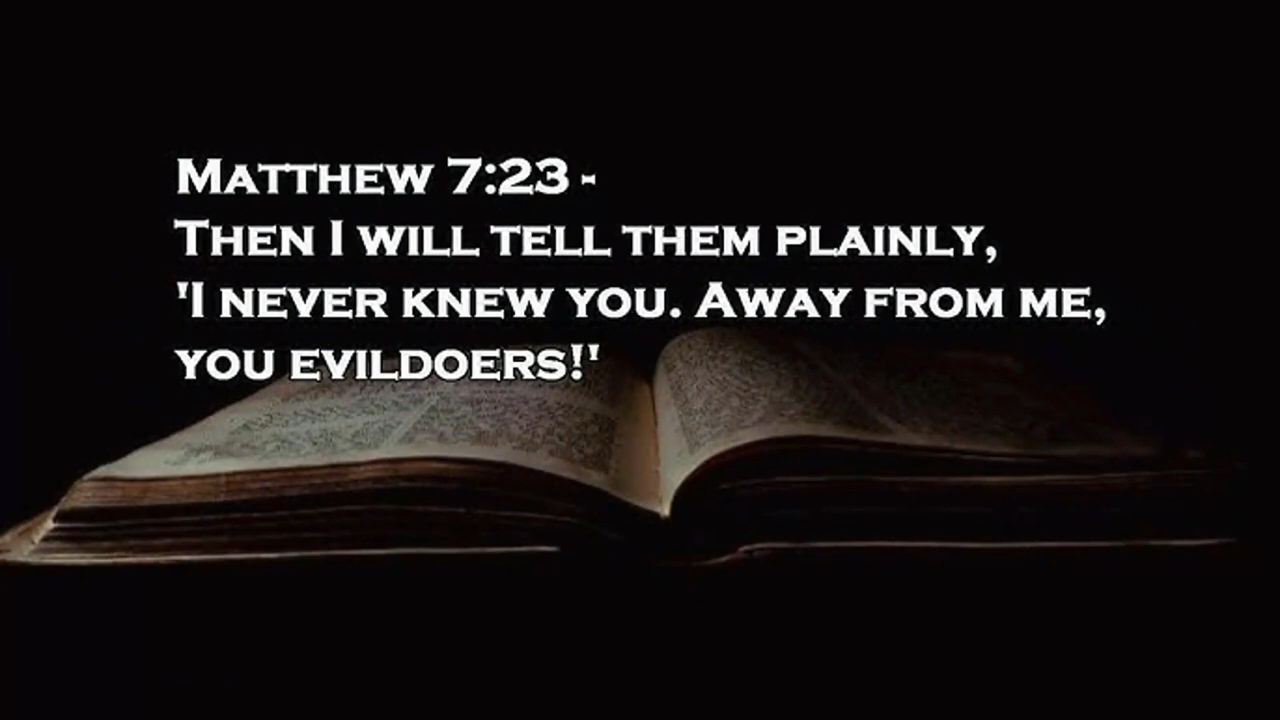 Matthew 7:23 -
Then I will tell them plainly,
'I never knew you. Away from me,
you evildoers!'